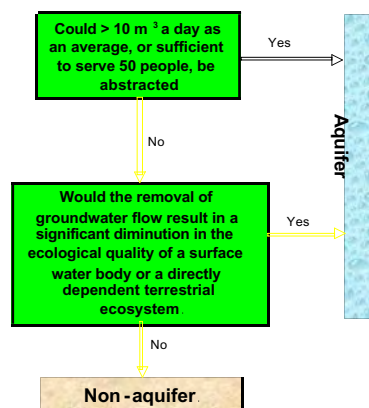 Could > 10 m ³ a day as
an average, or sufficient
to serve 50 people, be
abstracted
Yes
Aquifer
No
Would the removal of
groundwater flow result in a
significant diminution in the
ecological quality of a surface
water body or a directly
dependent terrestrial
ecosystem.
Yes
No
Non-aquifer.